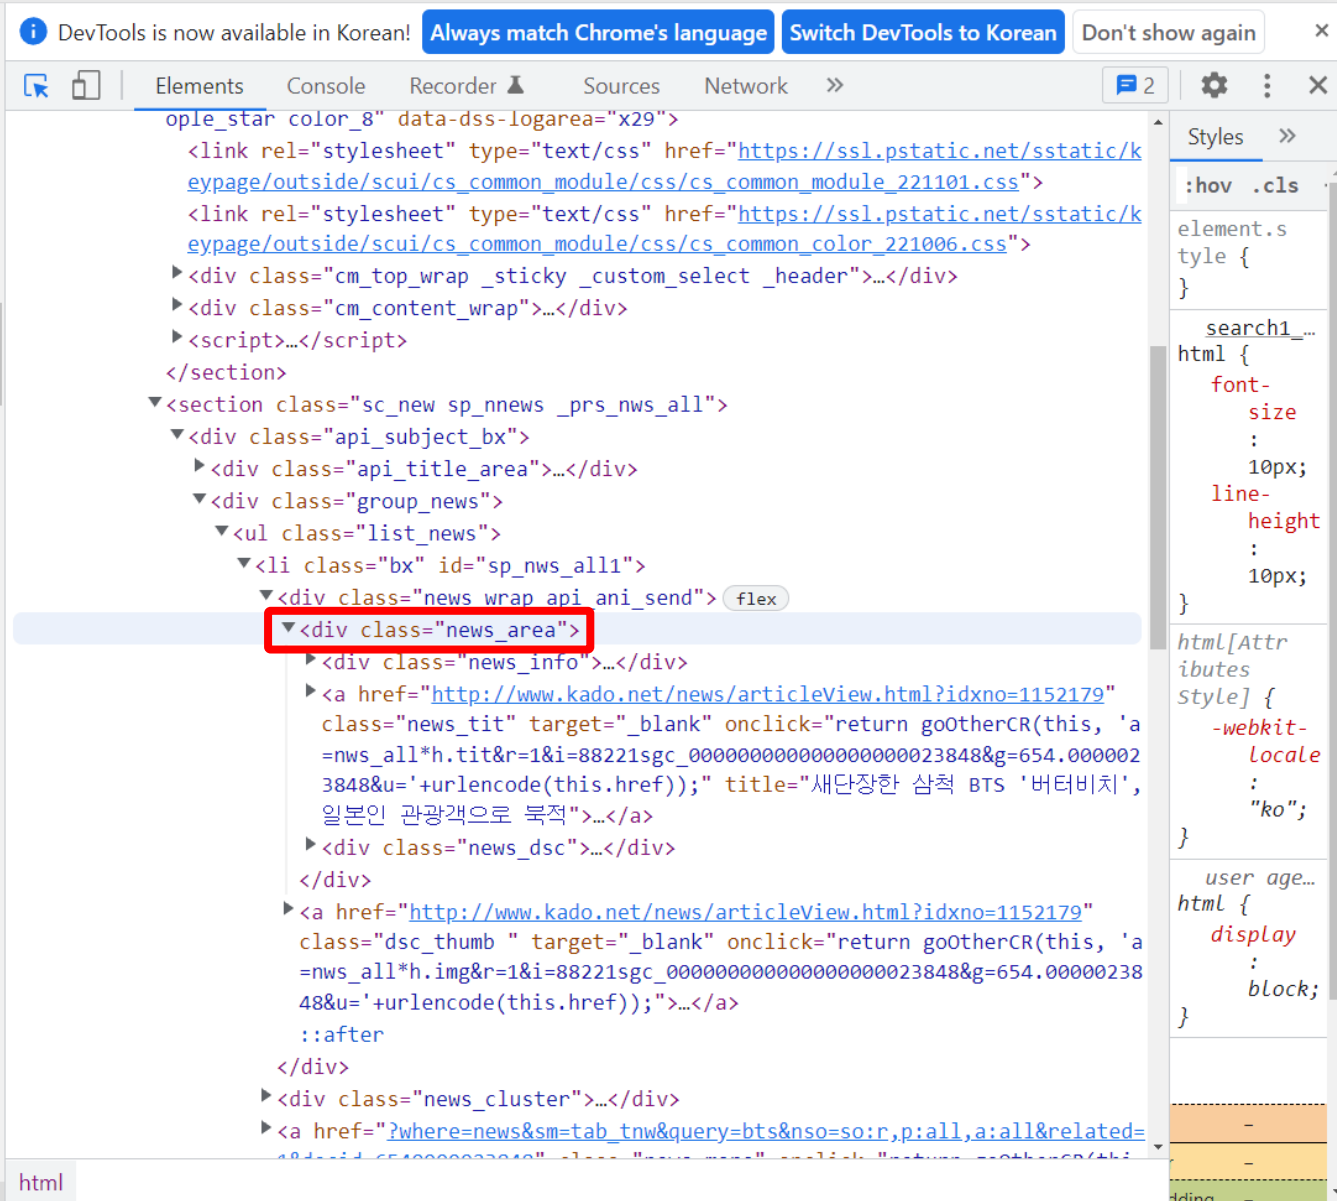 DevTools is now available in Korean! Always match Chrome's language Switch DevTools to Korean Don't show again ×
Elements Console Recorder Sources Network » 2
ople_star color_8" data-dss-logarea="x29">
<link rel="stylesheet" type="text/css" href="https://ssl.pstatic.net/sstatic/k
eypage/outside/scui/cs_common_module/css/cs_common_module_221101.css">
<link rel="stylesheet" type="text/css" href="https://ssl.pstatic.net/sstatic/k
eypage/outside/scui/cs_common_module/css/cs_common_color_221006.css">
<div class="cm_top_wrap _sticky _custom_select _header">…</div>
<div class="cm_content_wrap">…</div>
<script>…</script>
</section>
<section class="sc_new sp_nnews _prs_nws_all">
<div class="api_subject_bx">
<div class="api_title_area">…</div>
<div class="group_news">
<ul class="list_news">
<li class="bx" id="sp_nws_all1">
<div class="news_wrap api_ani_send"> flex
<div class="news_area">
<div class="news_info">…</div>
<a href="http://www.kado.net/news/articleView.html?idxno=1152179"
class="news_tit" target="_blank" onclick="return goOtherCR(this, 'a
=nws_all*h.tit&r=1&i=88221sgc_000000000000000000023848&g=654.000002
3848&u='+urlencode(this.href));" title="새단장한 삼척 BTS '버터비치',
일본인 관광객으로 북적">…</a>
<div class="news_dsc">…</div>
</div>
<a href="http://www.kado.net/news/articleView.html?idxno=1152179"
class="dsc_thumb " target="_blank" onclick="return goOtherCR(this, 'a
=nws_all*h.img&r=1&i=88221sgc_000000000000000000023848&g=654.00000238
48&u='+urlencode(this.href));">…</a>
::after
</div>
<div class="news_cluster">…</div>
<a href="?where=news&sm=tab_tnw&query=bts&nso=so:r,p:all,a:all&related=
html
Styles »
:hov .cls
element.s
tyle {
}
search1_…
html {
font-
size
:
10px;
line-
height
:
10px;
}
html[Attr
ibutes
Style] {
-webkit-
locale
:
"ko";
}
user age…
html {
display
:
block;
}
–
–
dding –